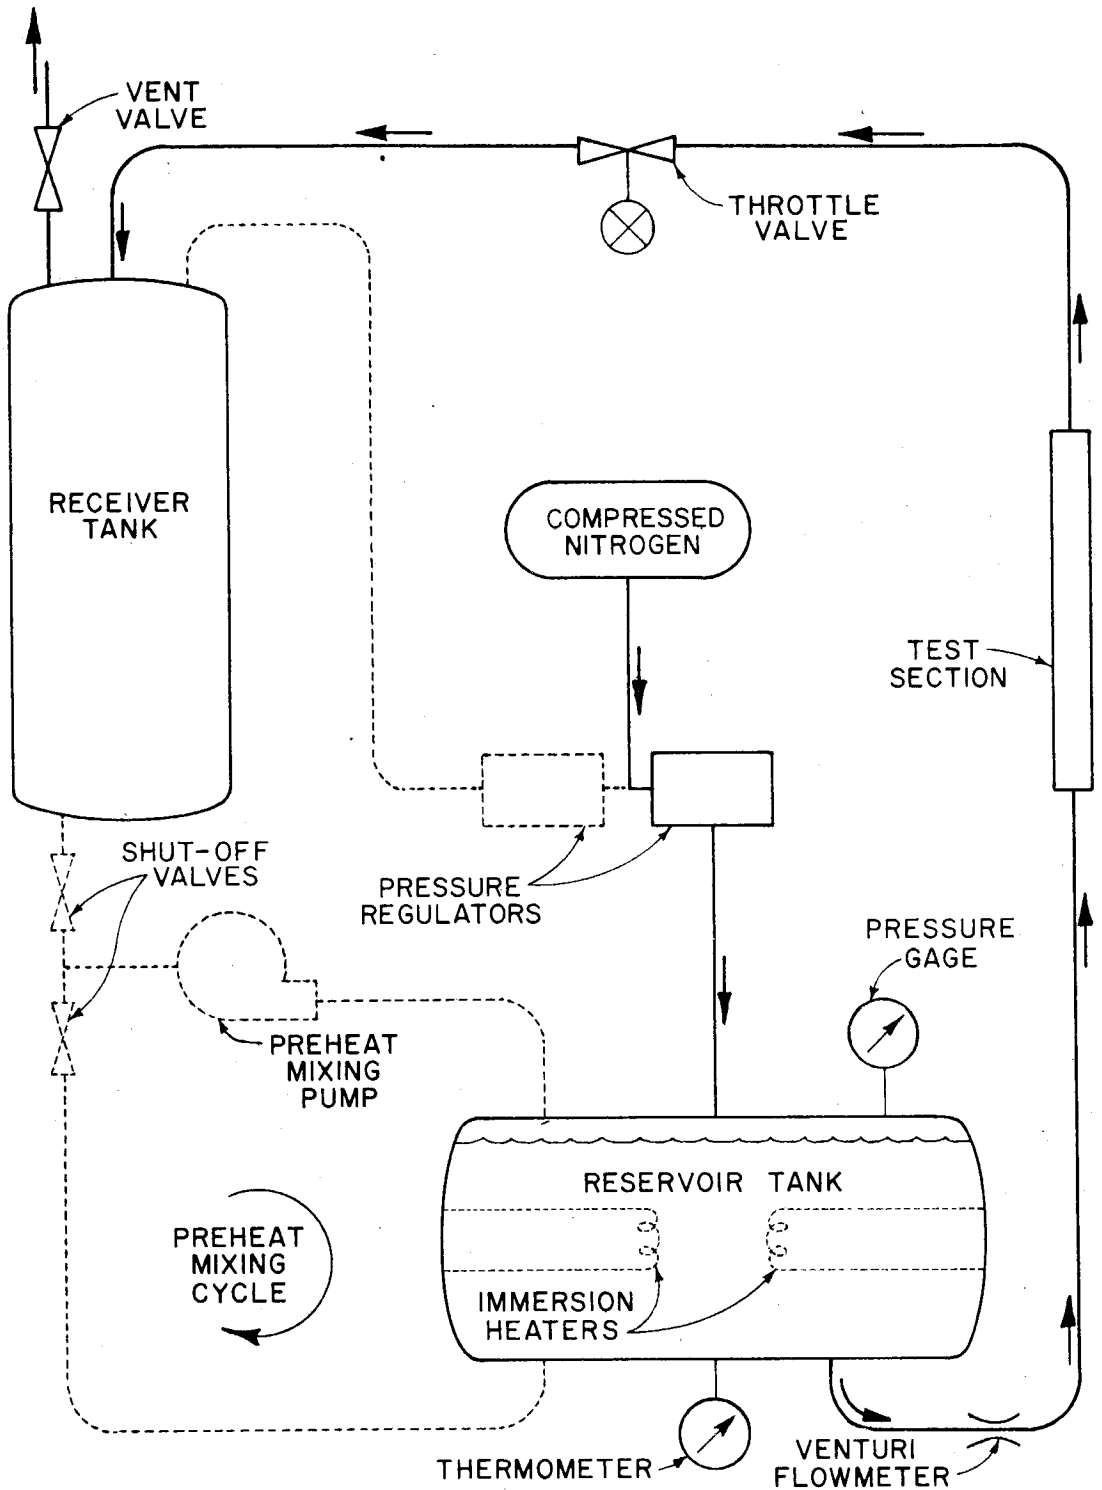 VENT
VALVE
THROTTLE
VALVE
RECEIVER
TANK
COMPRESSED
NITROGEN
TEST
SECTION
SHUT-OFF
VALVES
PRESSURE
REGULATORS
PRESSURE
GAGE
PREHEAT
MIXING
PUMP
RESERVOIR TANK
PREHEAT
MIXING
CYCLE
IMMERSION
HEATERS
THERMOMETER
VENTURI
FLOWMETER